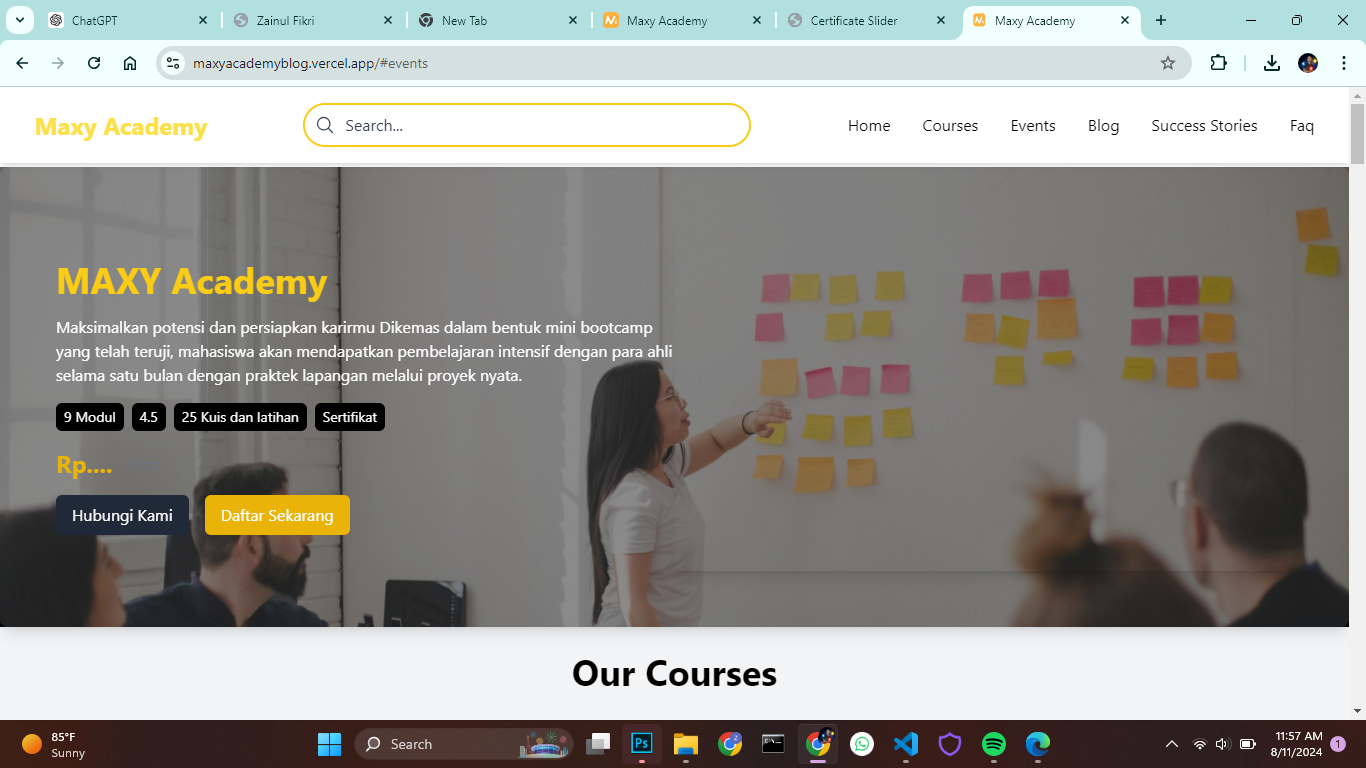 ChatGPT
Zainul Fikri
New Tab
Maxy Academy
Certificate Slider
Maxy Academy
maxyacademyblog.vercel.app/#events
Maxy Academy
Search...
Home
Courses
Events
Blog
Success Stories
Faq
MAXY Academy
Maksimalkan potensi dan persiapkan karirmu Dikemas dalam bentuk mini bootcamp
yang telah teruji, mahasiswa akan mendapatkan pembelajaran intensif dengan para ahli
selama satu bulan dengan praktek lapangan melalui proyek nyata.
9 Modul
4.5
25 Kuis dan latihan
Sertifikat
Rp....
Hubungi Kami
Daftar Sekarang
Our Courses
85°F
Sunny
Search
Ps
11:57 AM
8/11/2024
1